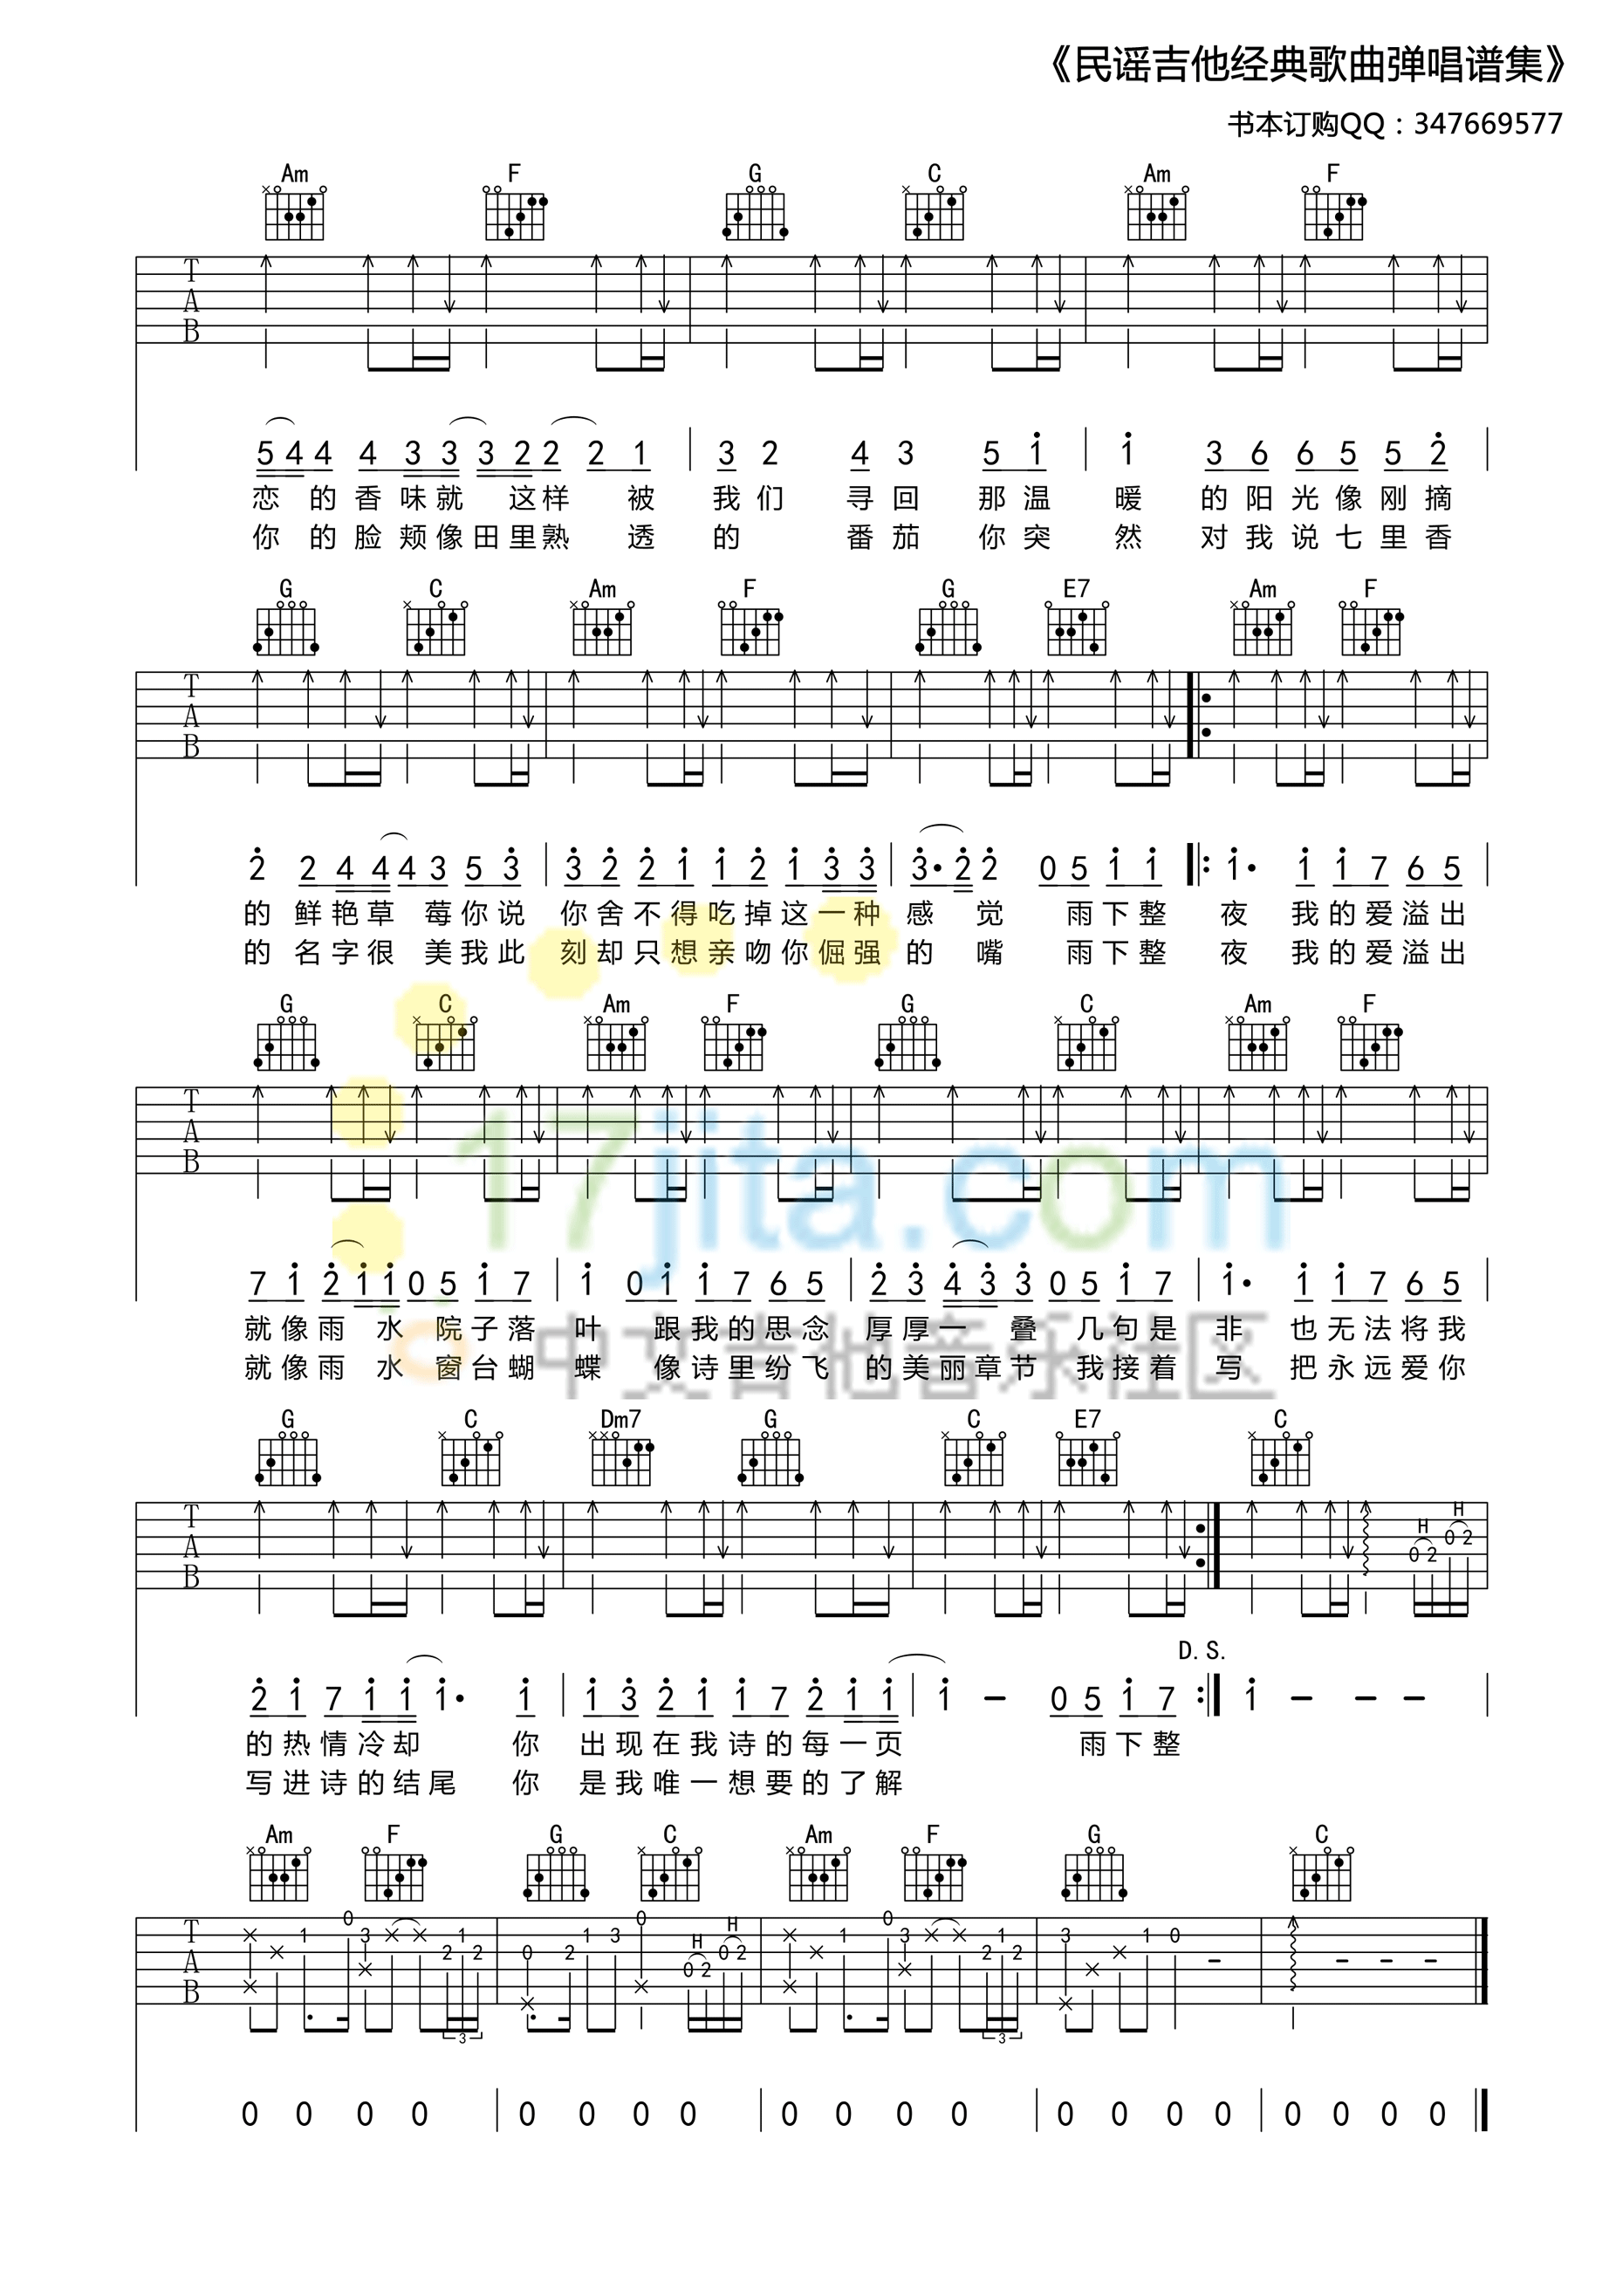 《民谣吉他经典歌曲弹唱谱集》
书本订购QQ：347669577
Am F G C Am F
T
A
B
5 4 4 4 3 3 3 2 2 2 1 3 2 4 3 5 1 1 3 6 6 5 5 2
恋 的 香 味 就 这 样 被 我 们 寻 回 那 温 暖 的 阳 光 像 刚 摘
你 的 脸 颊 像 田 里 熟 透 的 番 茄 你 突 然 对 我 说 七 里 香
G C Am F G E7 Am F
T
A
B
2 2 4 4 4 3 5 3 3 2 2 1 1 2 1 3 3 3· 2 2 0 5 1 1 1· 1 1 7 6 5
的 鲜 艳 草 莓 你 说 你 舍 不 得 吃 掉 这 一 种 感 觉 雨 下 整 夜 我 的 爱 溢 出
的 名 字 很 美 我 此 刻 却 只 想 亲 吻 你 倔 强 的 嘴 雨 下 整 夜 我 的 爱 溢 出
G C Am F G C Am F
T
A
B
17jita.com
7 1 2 1 1 0 5 1 7 1 0 1 1 7 6 5 2 3 4 3 3 0 5 1 7 1· 1 1 7 6 5
就 像 雨 水 院 子 落 叶 跟 我 的 思 念 厚 厚 一 叠 几 句 是 非 也 无 法 将 我
中文吉他音乐社区
就 像 雨 水 窗 台 蝴 蝶 像 诗 里 纷 飞 的 美 丽 章 节 我 接 着 写 把 永 远 爱 你
G C Dm7 G C E7 C
T
A
B
H H
0 2 0 2
D.S.
2 1 7 1 1 1· 1 1 3 2 1 1 7 2 1 1 1 – 0 5 1 7 1 – – –
的 热 情 冷 却 你 出 现 在 我 诗 的 每 一 页 雨 下 整
写 进 诗 的 结 尾 你 是 我 唯 一 想 要 的 了 解
Am F G C Am F G C
T
A
B
0 0 0
1 3 1 1 3 1 3 1 3 1 0
2 2 0 2 0 2 2 2
H H
0 2
3 3
0 0 0 0 0 0 0 0 0 0 0 0 0 0 0 0 0 0 0 0